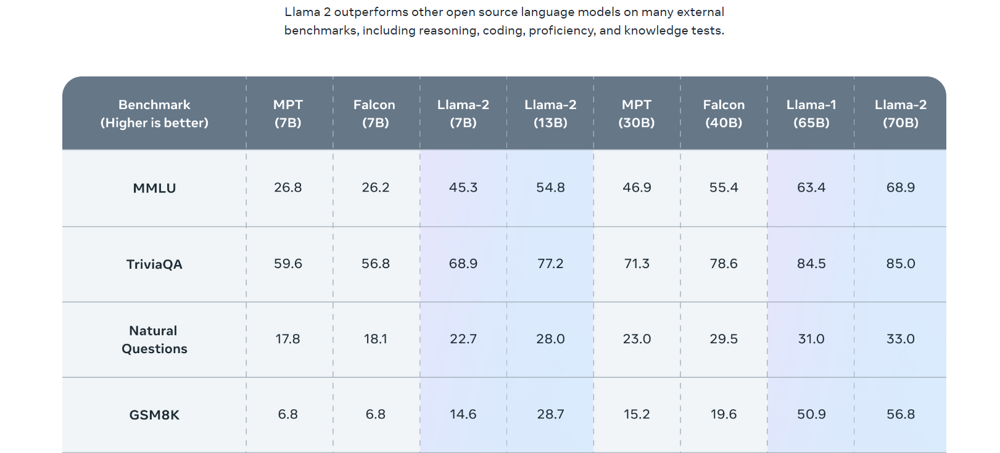 Llama 2 outperforms other open source language models on many external
benchmarks, including reasoning, coding, proficiency, and knowledge tests.
Benchmark (Higher is better) MPT (7B) Falcon (7B) Llama-2 (7B) Llama-2 (13B) MPT (30B) Falcon (40B) Llama-1 (65B) Llama-2 (70B)
MMLU 26.8 26.2 45.3 54.8 46.9 55.4 63.4 68.9
TriviaQA 59.6 56.8 68.9 77.2 71.3 78.6 84.5 85.0
Natural Questions 17.8 18.1 22.7 28.0 23.0 29.5 31.0 33.0
GSM8K 6.8 6.8 14.6 28.7 15.2 19.6 50.9 56.8